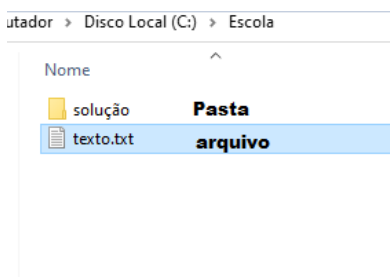 utador > Disco Local (C:) > Escola
Nome
solução Pasta
texto.txt arquivo